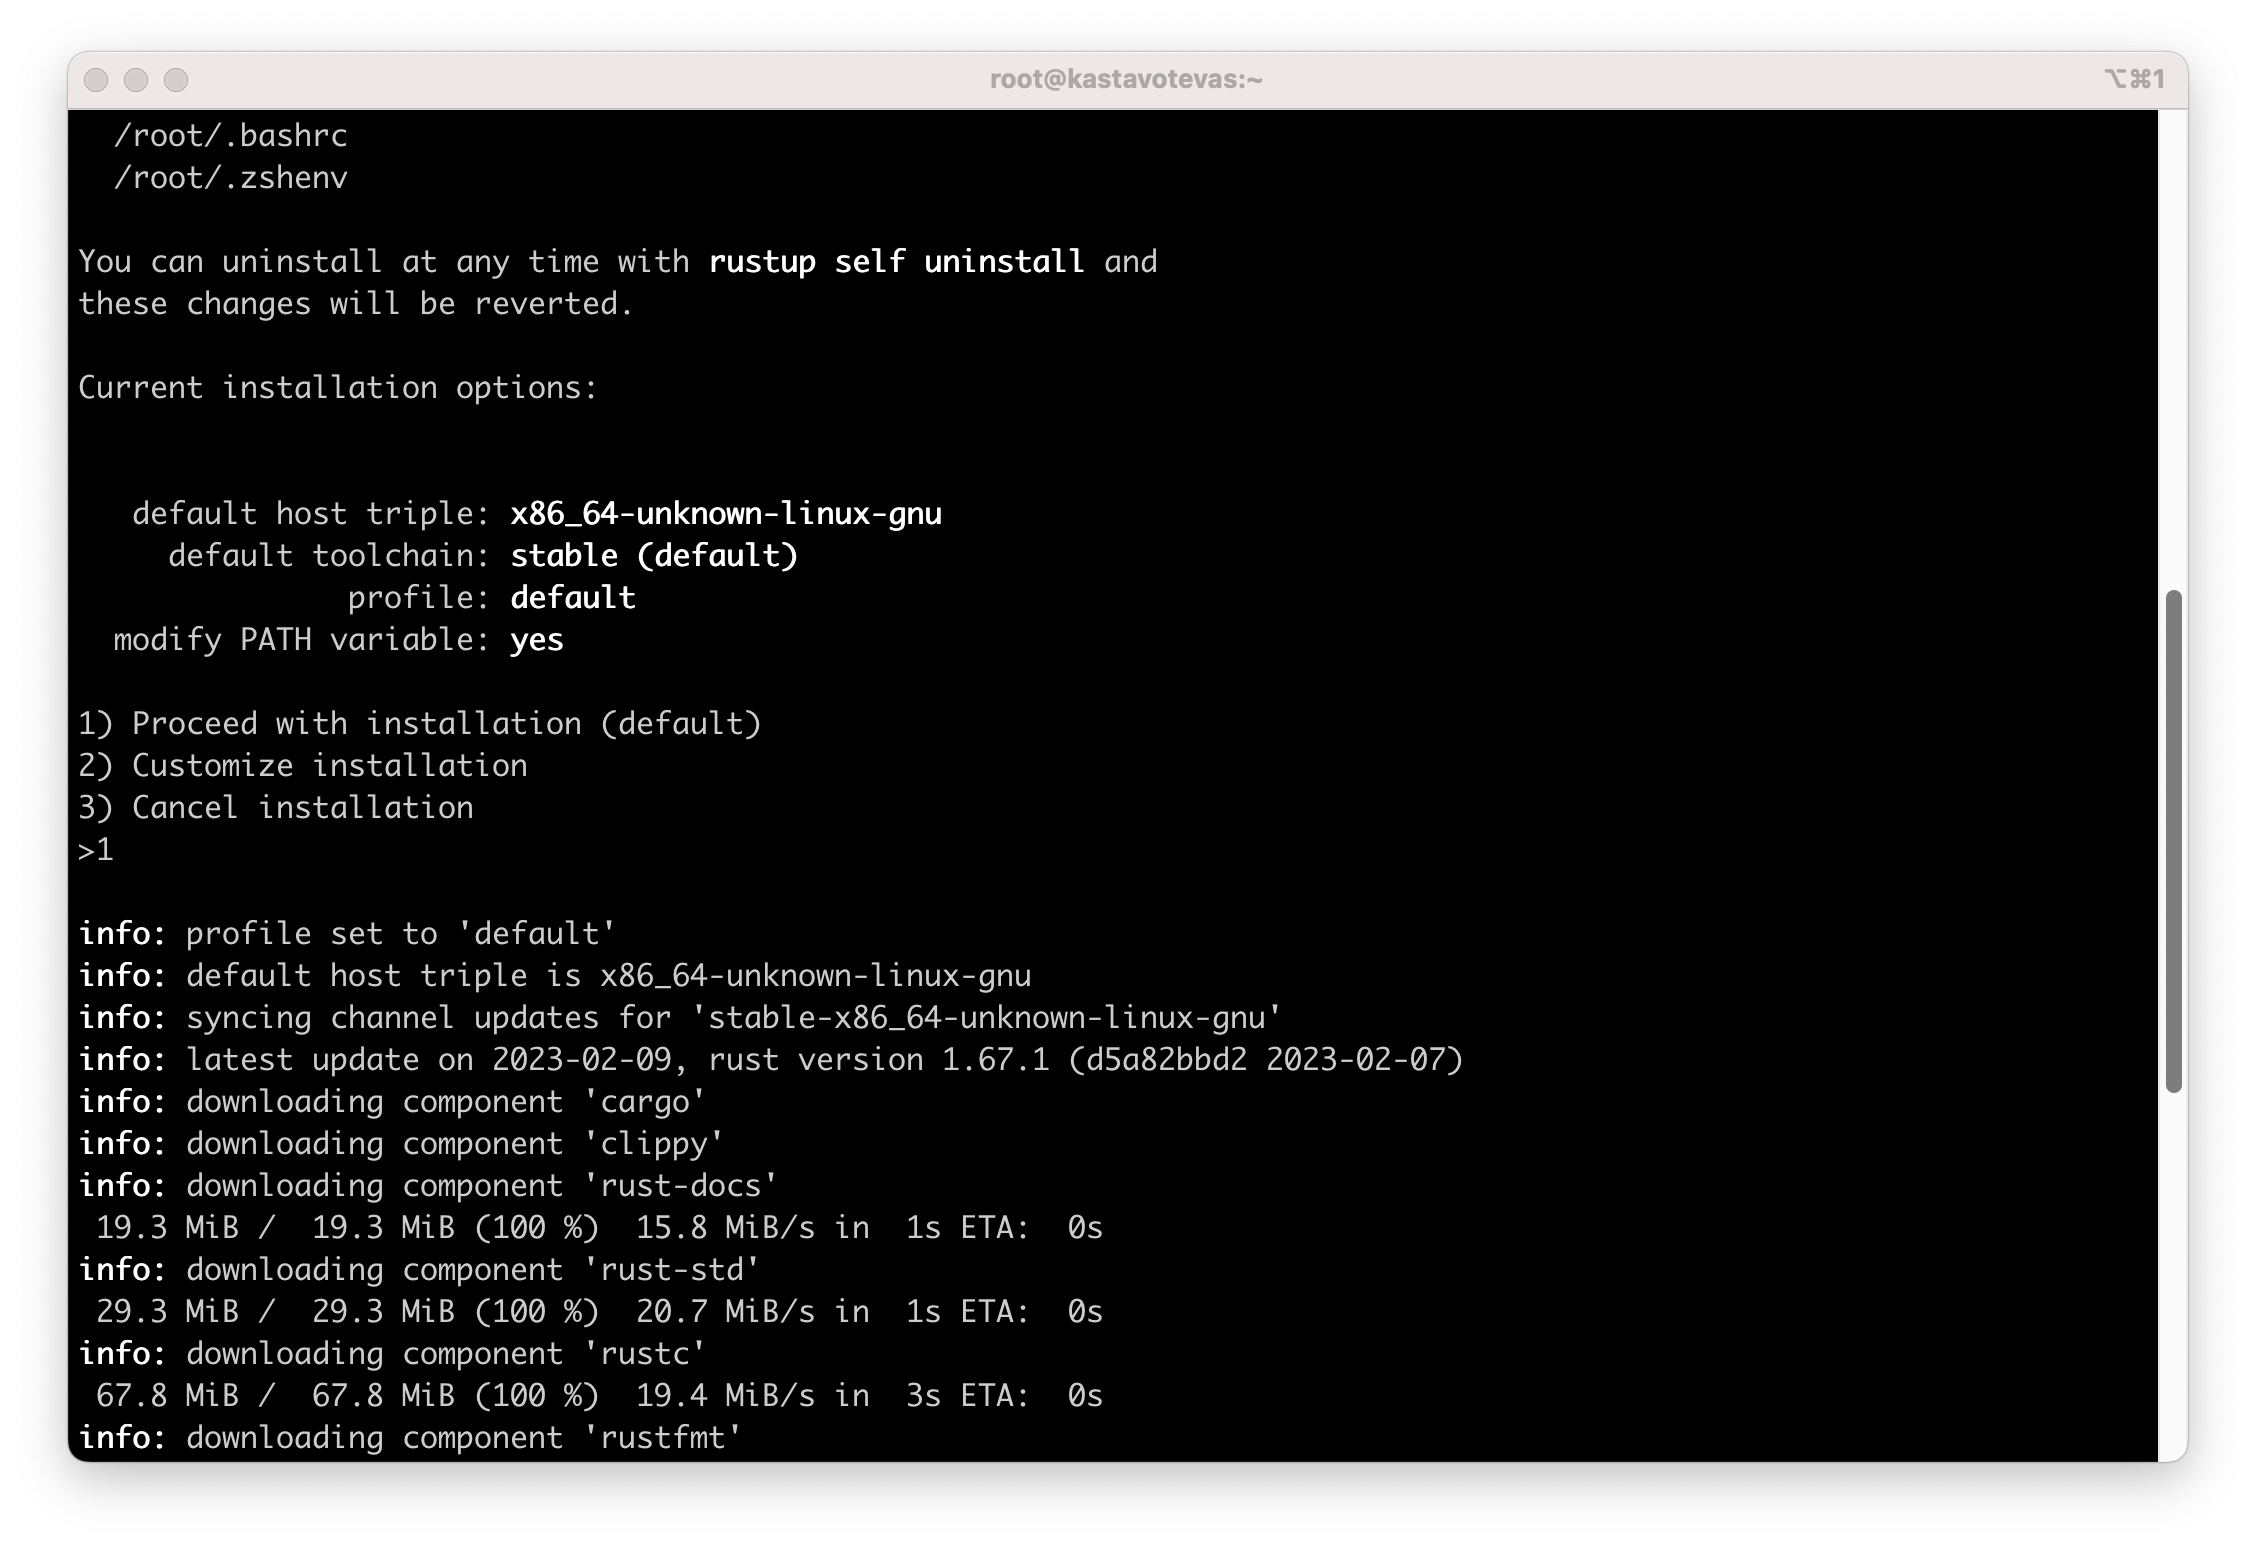 root@kastavotevas:~
⌥⌘1
/root/.bashrc
/root/.zshenv
You can uninstall at any time with rustup self uninstall and
these changes will be reverted.
Current installation options:
default host triple: x86_64-unknown-linux-gnu
default toolchain: stable (default)
profile: default
modify PATH variable: yes
1) Proceed with installation (default)
2) Customize installation
3) Cancel installation
>1
info: profile set to 'default'
info: default host triple is x86_64-unknown-linux-gnu
info: syncing channel updates for 'stable-x86_64-unknown-linux-gnu'
info: latest update on 2023-02-09, rust version 1.67.1 (d5a82bbd2 2023-02-07)
info: downloading component 'cargo'
info: downloading component 'clippy'
info: downloading component 'rust-docs'
19.3 MiB /  19.3 MiB (100 %)  15.8 MiB/s in  1s ETA:  0s
info: downloading component 'rust-std'
29.3 MiB /  29.3 MiB (100 %)  20.7 MiB/s in  1s ETA:  0s
info: downloading component 'rustc'
67.8 MiB /  67.8 MiB (100 %)  19.4 MiB/s in  3s ETA:  0s
info: downloading component 'rustfmt'